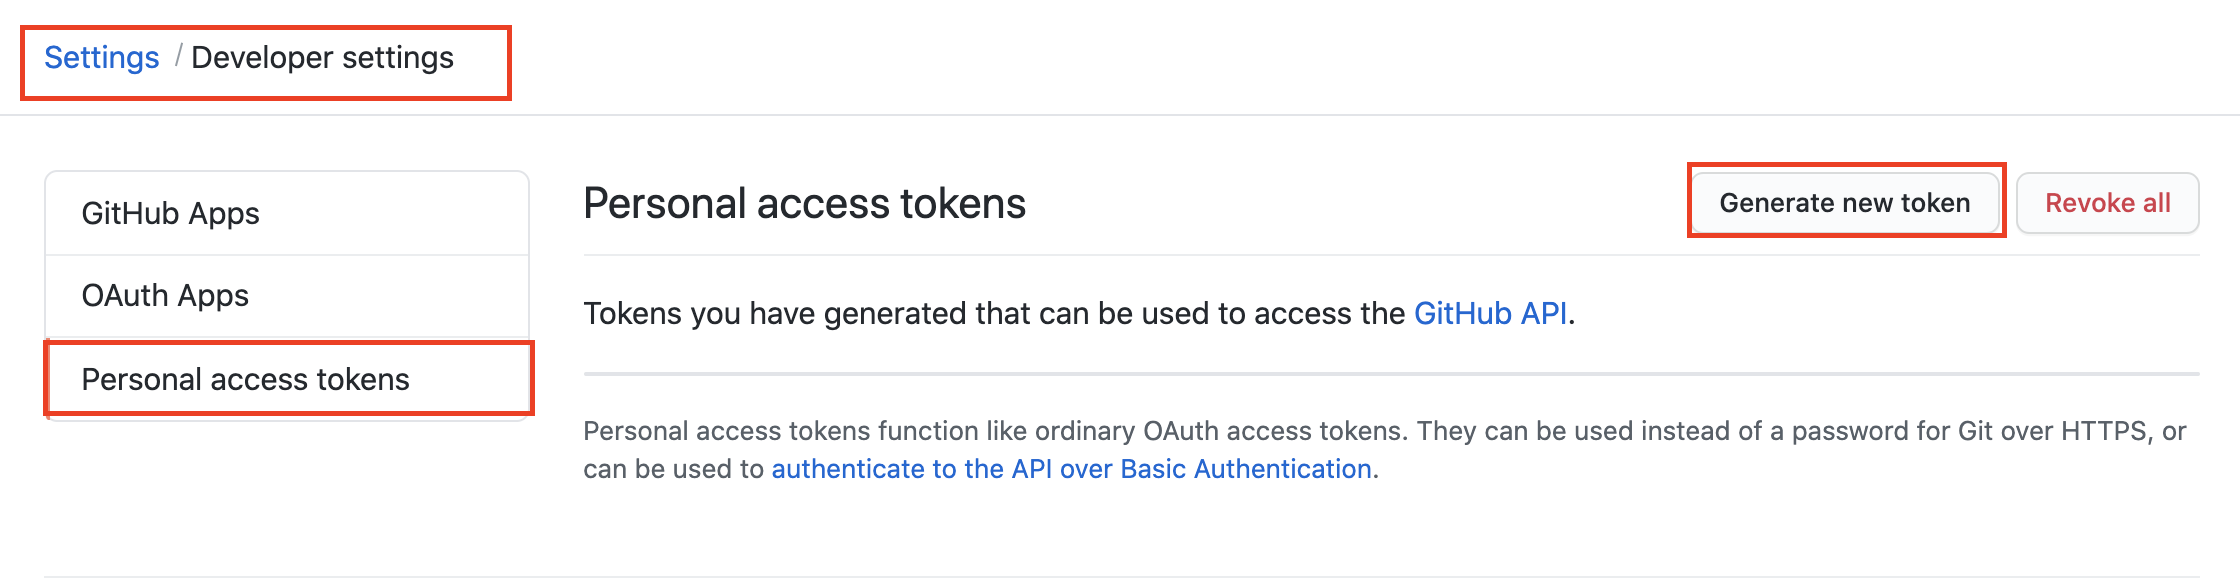 Settings / Developer settings
GitHub Apps
OAuth Apps
Personal access tokens
Personal access tokens
Generate new token
Revoke all
Tokens you have generated that can be used to access the GitHub API.
Personal access tokens function like ordinary OAuth access tokens. They can be used instead of a password for Git over HTTPS, or
can be used to authenticate to the API over Basic Authentication.